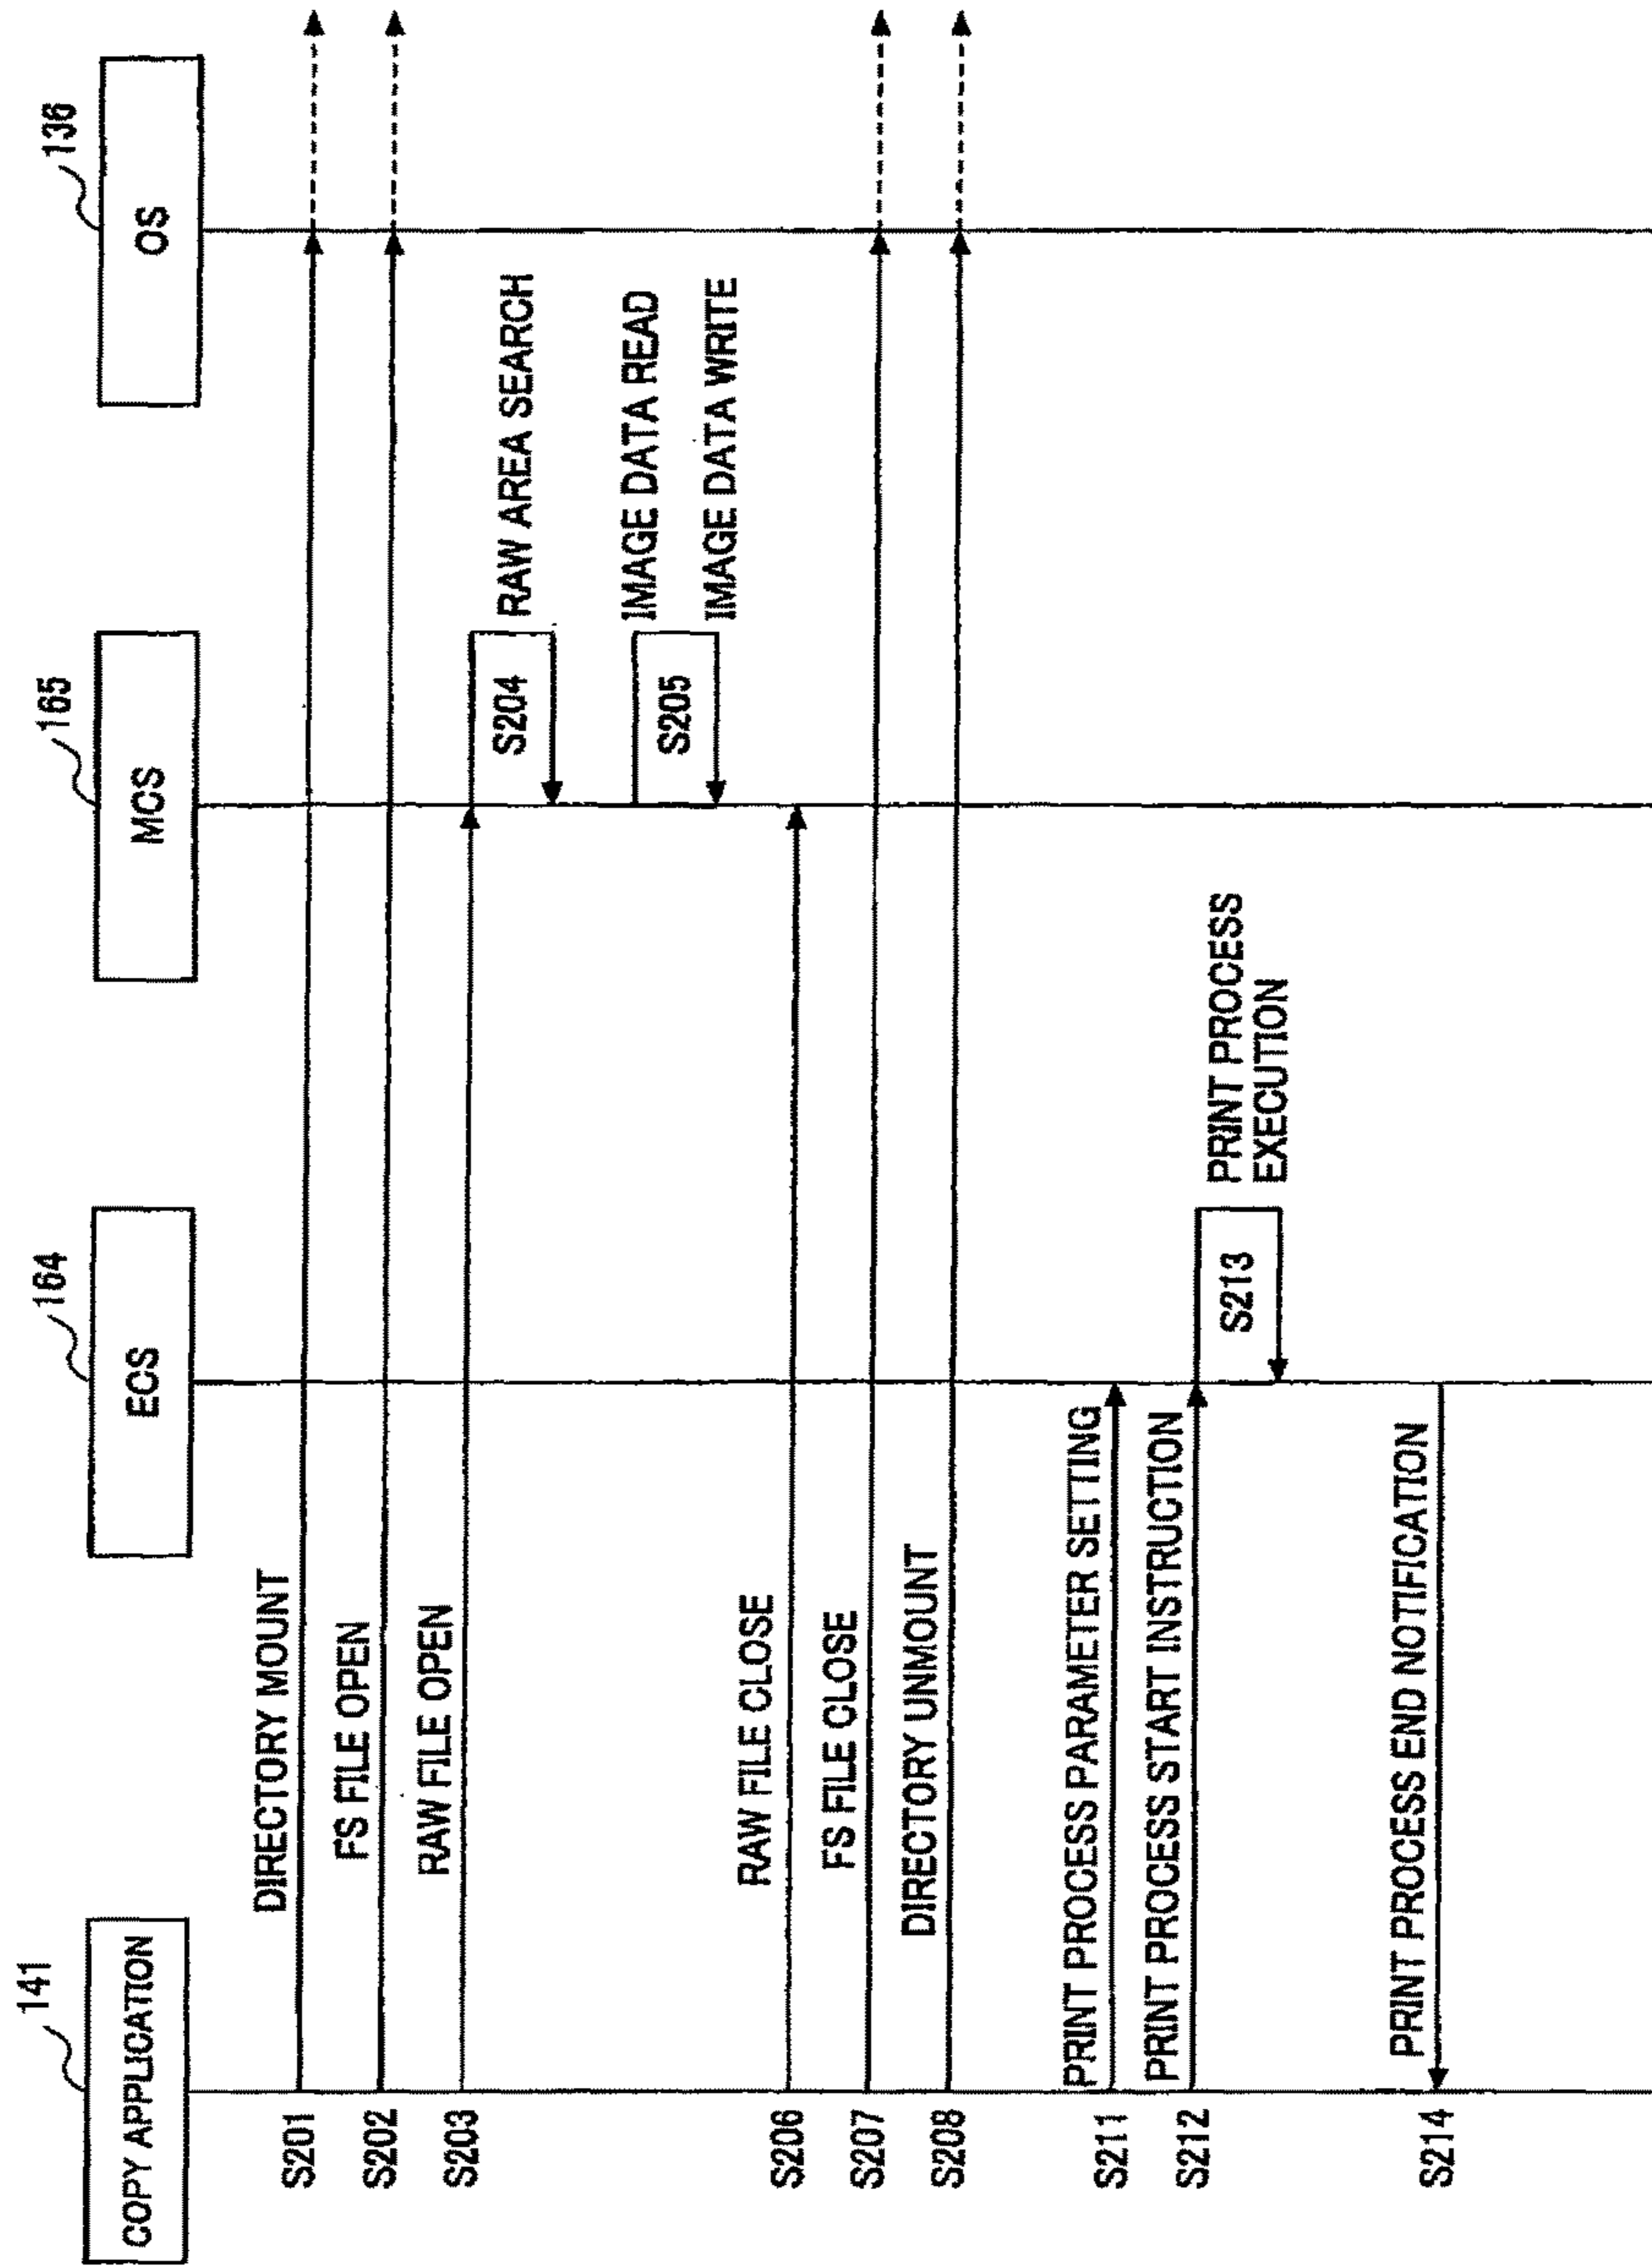 141
COPY APPLICATION
164
ECS
165
MCS
136
OS
S201
DIRECTORY MOUNT
S202
FS FILE OPEN
S203
RAW FILE OPEN
S204
RAW AREA SEARCH
S205
IMAGE DATA READ
IMAGE DATA WRITE
S206
RAW FILE CLOSE
S207
FS FILE CLOSE
S208
DIRECTORY UNMOUNT
S211
PRINT PROCESS PARAMETER SETTING
S212
PRINT PROCESS START INSTRUCTION
S213
PRINT PROCESS
EXECUTION
S214
PRINT PROCESS END NOTIFICATION